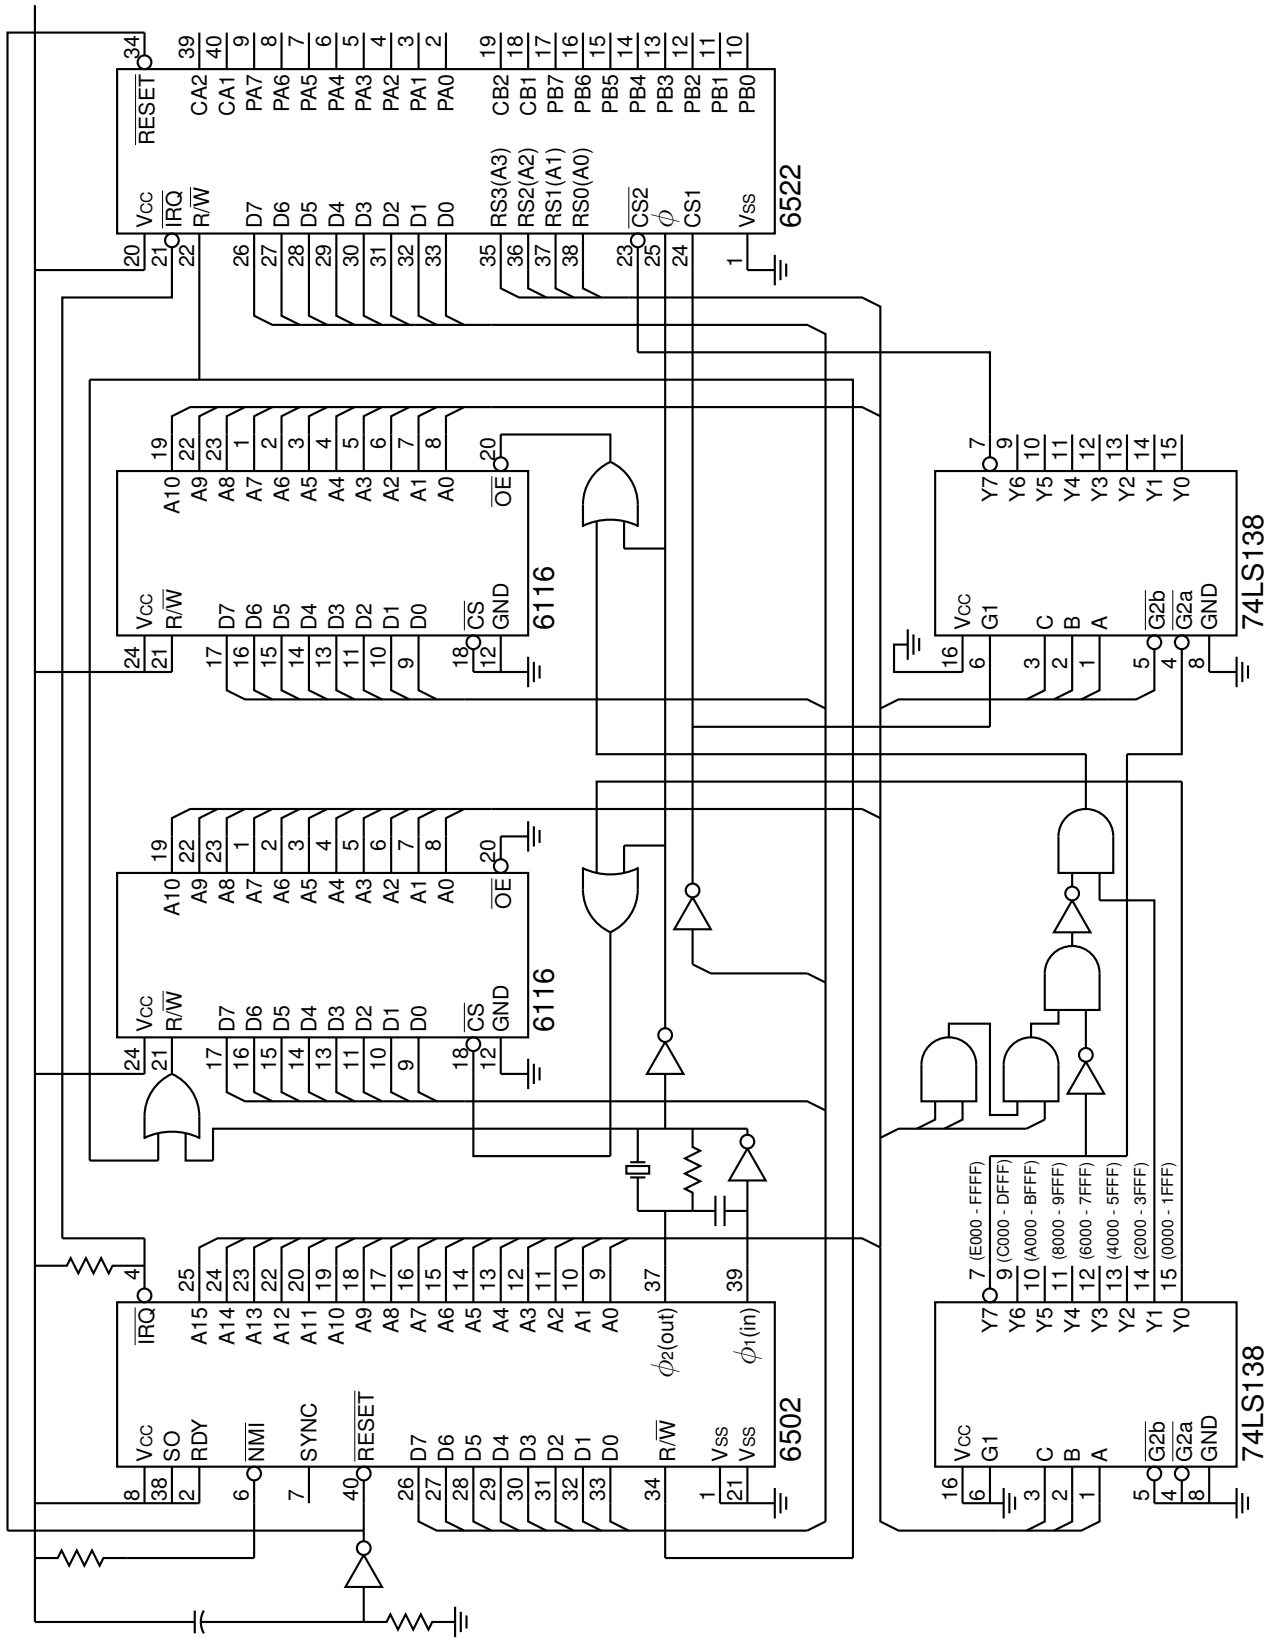 8 Vcc
38 SO
2 RDY
6 NMI
7 SYNC
40 RESET
26 D7
27 D6
28 D5
29 D4
30 D3
31 D2
32 D1
33 D0
34 R/W
1 Vss
21 Vss
IRQ 4
A15 25
A14 24
A13 23
A12 22
A11 20
A10 19
A9 18
A8 17
A7 16
A6 15
A5 14
A4 13
A3 12
A2 11
A1 10
A0 9
ϕ2(out) 37
ϕ1(in) 39
6502
24 Vcc
21 R/W
17 D7
16 D6
15 D5
14 D4
13 D3
11 D2
10 D1
9 D0
18 CS
12 GND
A10 19
A9 22
A8 23
A7 1
A6 2
A5 3
A4 4
A3 5
A2 6
A1 7
A0 8
OE 20
6116
24 Vcc
21 R/W
17 D7
16 D6
15 D5
14 D4
13 D3
11 D2
10 D1
9 D0
18 CS
12 GND
A10 19
A9 22
A8 23
A7 1
A6 2
A5 3
A4 4
A3 5
A2 6
A1 7
A0 8
OE 20
6116
20 Vcc
21 IRQ
22 R/W
26 D7
27 D6
28 D5
29 D4
30 D3
31 D2
32 D1
33 D0
35 RS3(A3)
36 RS2(A2)
37 RS1(A1)
38 RS0(A0)
23 CS2
25 ϕ
24 CS1
1 Vss
RESET 34
CA2 39
CA1 40
PA7 9
PA6 8
PA5 7
PA4 6
PA3 5
PA2 4
PA1 3
PA0 2
CB2 19
CB1 18
PB7 17
PB6 16
PB5 15
PB4 14
PB3 13
PB2 12
PB1 11
PB0 10
6522
16 Vcc
6 G1
3 C
2 B
1 A
5 G2b
4 G2a
8 GND
Y7 7 (E000 - FFFF)
Y6 9 (C000 - DFFF)
Y5 10 (A000 - BFFF)
Y4 11 (8000 - 9FFF)
Y3 12 (6000 - 7FFF)
Y2 13 (4000 - 5FFF)
Y1 14 (2000 - 3FFF)
Y0 15 (0000 - 1FFF)
74LS138
16 Vcc
6 G1
3 C
2 B
1 A
5 G2b
4 G2a
8 GND
Y7 7
Y6 9
Y5 10
Y4 11
Y3 12
Y2 13
Y1 14
Y0 15
74LS138